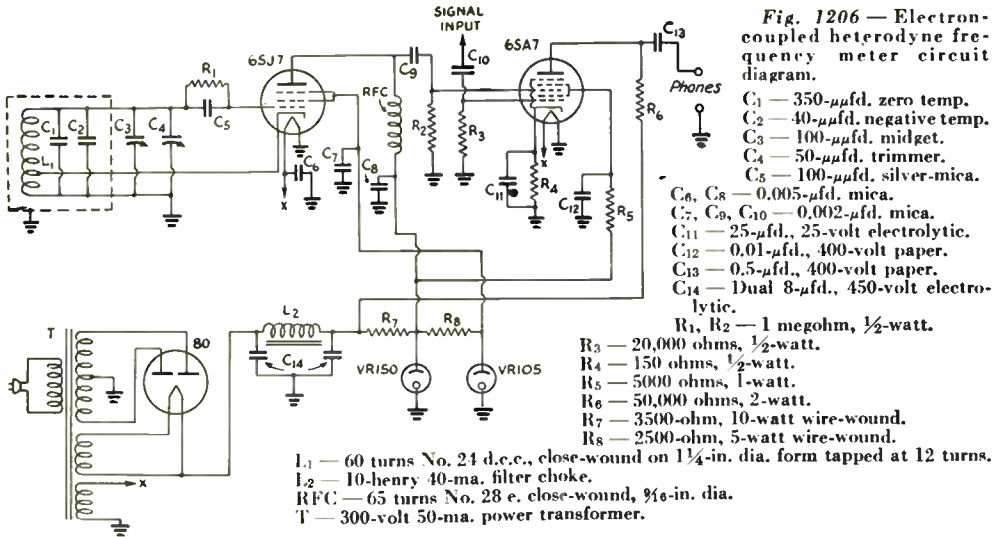 Fig. 1206 — Electron-
coupled heterodyne fre-
quency meter circuit
diagram.
C1 — 350-μμfd. zero temp.
C2 — 40-μμfd. negative temp.
C3 — 100-μμfd. midget.
C4 — 50-μμfd. trimmer.
C5 — 100-μμfd. silver-mica.
C6, C8 — 0.005-μfd. mica.
C7, C9, C10 — 0.002-μfd. mica.
C11 — 25-μfd., 25-volt electrolytic.
C12 — 0.01-μfd., 400-volt paper.
C13 — 0.5-μfd., 400-volt paper.
C14 — Dual 8-μfd., 450-volt electro-
lytic.
R1, R2 — 1 megohm, ½-watt.
R3 — 20,000 ohms, ½-watt.
R4 — 150 ohms, ½-watt.
R5 — 5000 ohms, 1-watt.
R6 — 50,000 ohms, 2-watt.
R7 — 3500-ohm, 10-watt wire-wound.
R8 — 2500-ohm, 5-watt wire-wound.
L1 — 60 turns No. 24 d.c.c., close-wound on 1¼-in. dia. form tapped at 12 turns.
L2 — 10-henry 40-ma. filter choke.
RFC — 65 turns No. 28 e. close-wound, 9/16-in. dia.
T — 300-volt 50-ma. power transformer.
SIGNAL
INPUT
6SJ7
6SA7
C13
Phones
R1
C9
C10
RFC
R6
C1
C2
C3
C4
C5
R2
R3
L1
C6
C7
C8
X
X
C11
R4
C12
R5
T
80
L2
C14
R7
R8
VR150
VR105
X